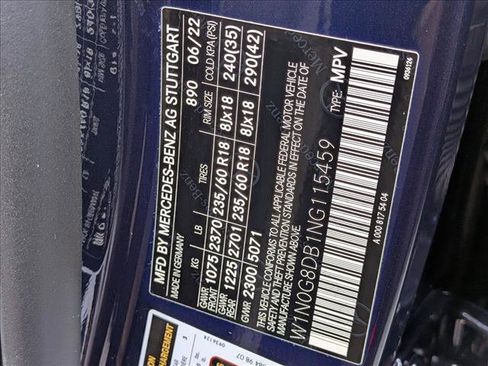 MFD BY MERCEDES-BENZ AG STUTTGART
MADE IN GERMANY
890 06/22
KG LB TIRES RIM SIZE COLD KPA (PSI)
GAWR FRONT 1075 2370 235/60 R18 8Jx18 240(35)
GAWR REAR 1225 2701 235/60 R18 8Jx18 290(42)
GVWR 2300 5071
THIS VEHICLE CONFORMS TO ALL APPLICABLE FEDERAL MOTOR VEHICLE
SAFETY AND THEFT PREVENTION STANDARDS IN EFFECT ON THE DATE OF
MANUFACTURE SHOWN ABOVE.
W1N0G8DB1NG115459 TYPE: MPV
A 000 817 54 04